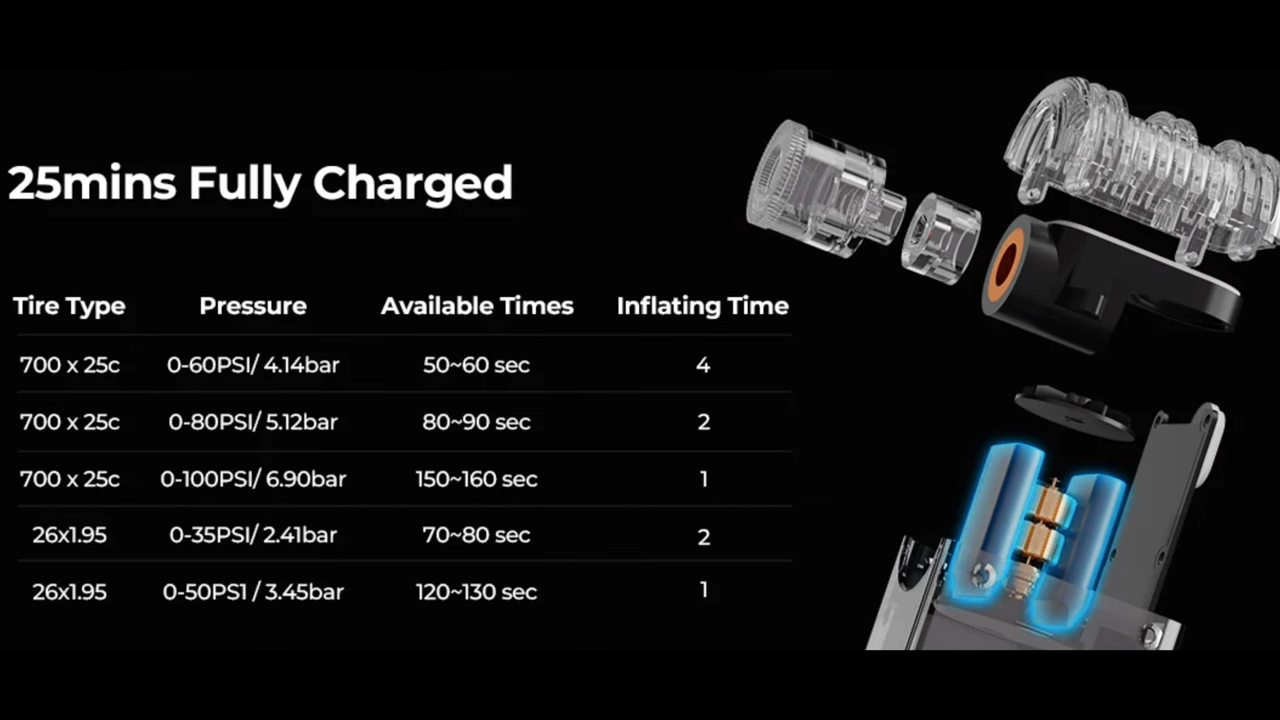 25mins Fully Charged
Tire Type Pressure Available Times Inflating Time
700 x 25c 0-60PSI/ 4.14bar 50~60 sec 4
700 x 25c 0-80PSI/ 5.12bar 80~90 sec 2
700 x 25c 0-100PSI/ 6.90bar 150~160 sec 1
26x1.95 0-35PSI/ 2.41bar 70~80 sec 2
26x1.95 0-50PS1 / 3.45bar 120~130 sec 1